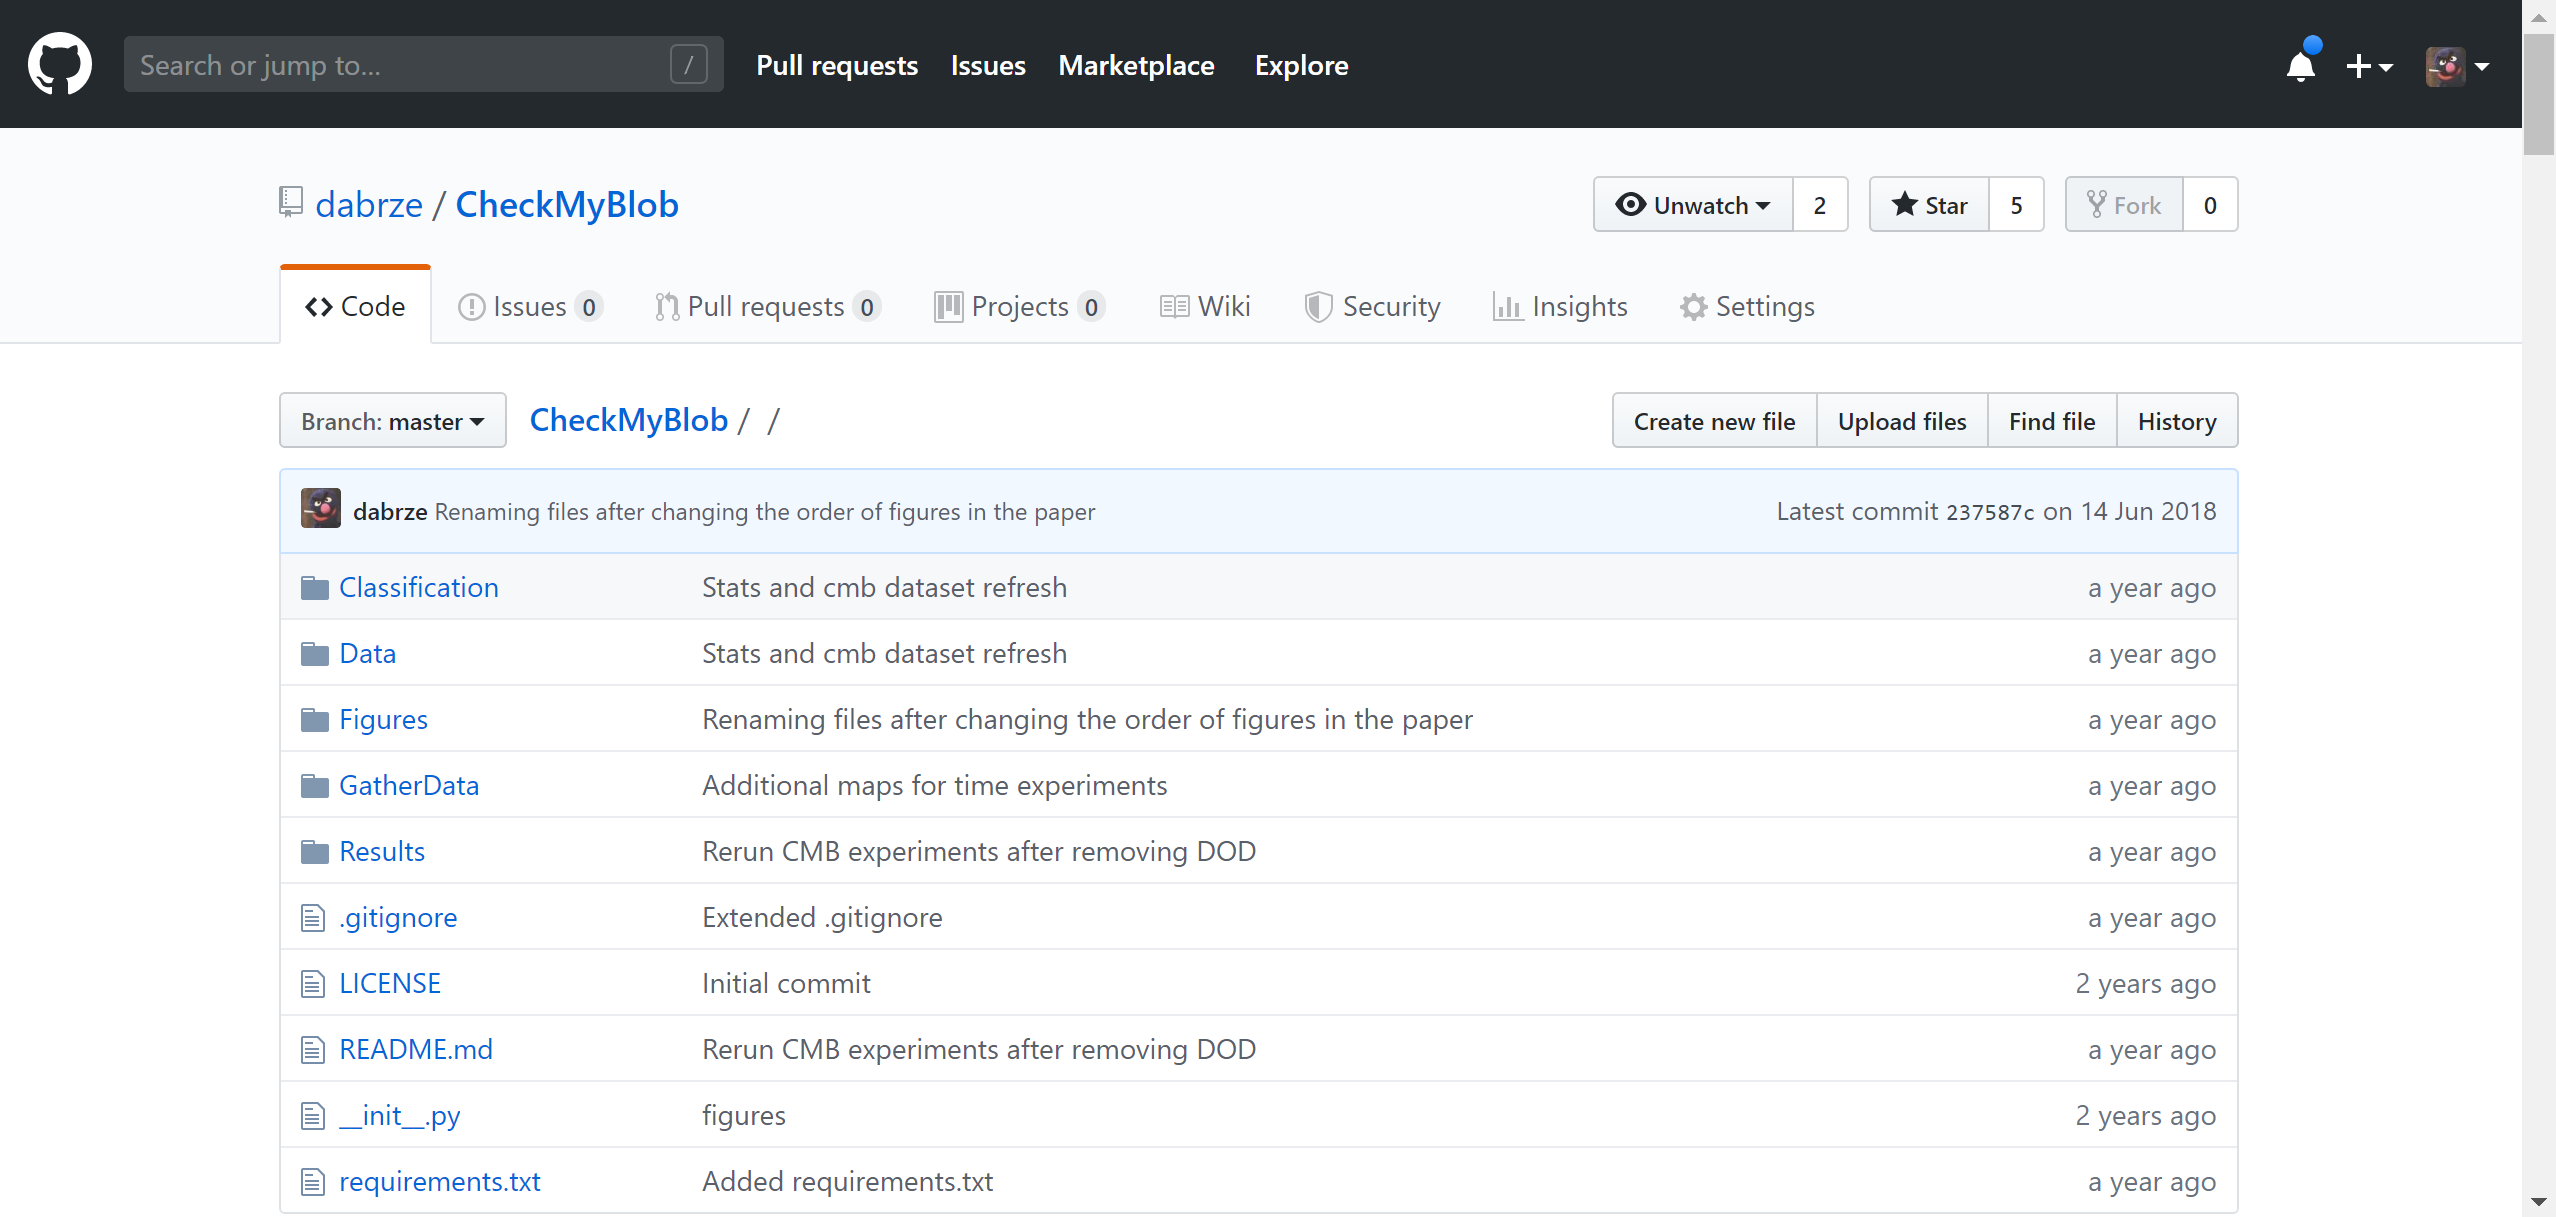 Search or jump to... / Pull requests Issues Marketplace Explore
dabrze / CheckMyBlob Unwatch 2 Star 5 Fork 0
Code Issues 0 Pull requests 0 Projects 0 Wiki Security Insights Settings
Branch: master CheckMyBlob / / Create new file Upload files Find file History
dabrze Renaming files after changing the order of figures in the paper Latest commit 237587c on 14 Jun 2018
Classification Stats and cmb dataset refresh a year ago
Data Stats and cmb dataset refresh a year ago
Figures Renaming files after changing the order of figures in the paper a year ago
GatherData Additional maps for time experiments a year ago
Results Rerun CMB experiments after removing DOD a year ago
.gitignore Extended .gitignore a year ago
LICENSE Initial commit 2 years ago
README.md Rerun CMB experiments after removing DOD a year ago
__init__.py figures 2 years ago
requirements.txt Added requirements.txt a year ago